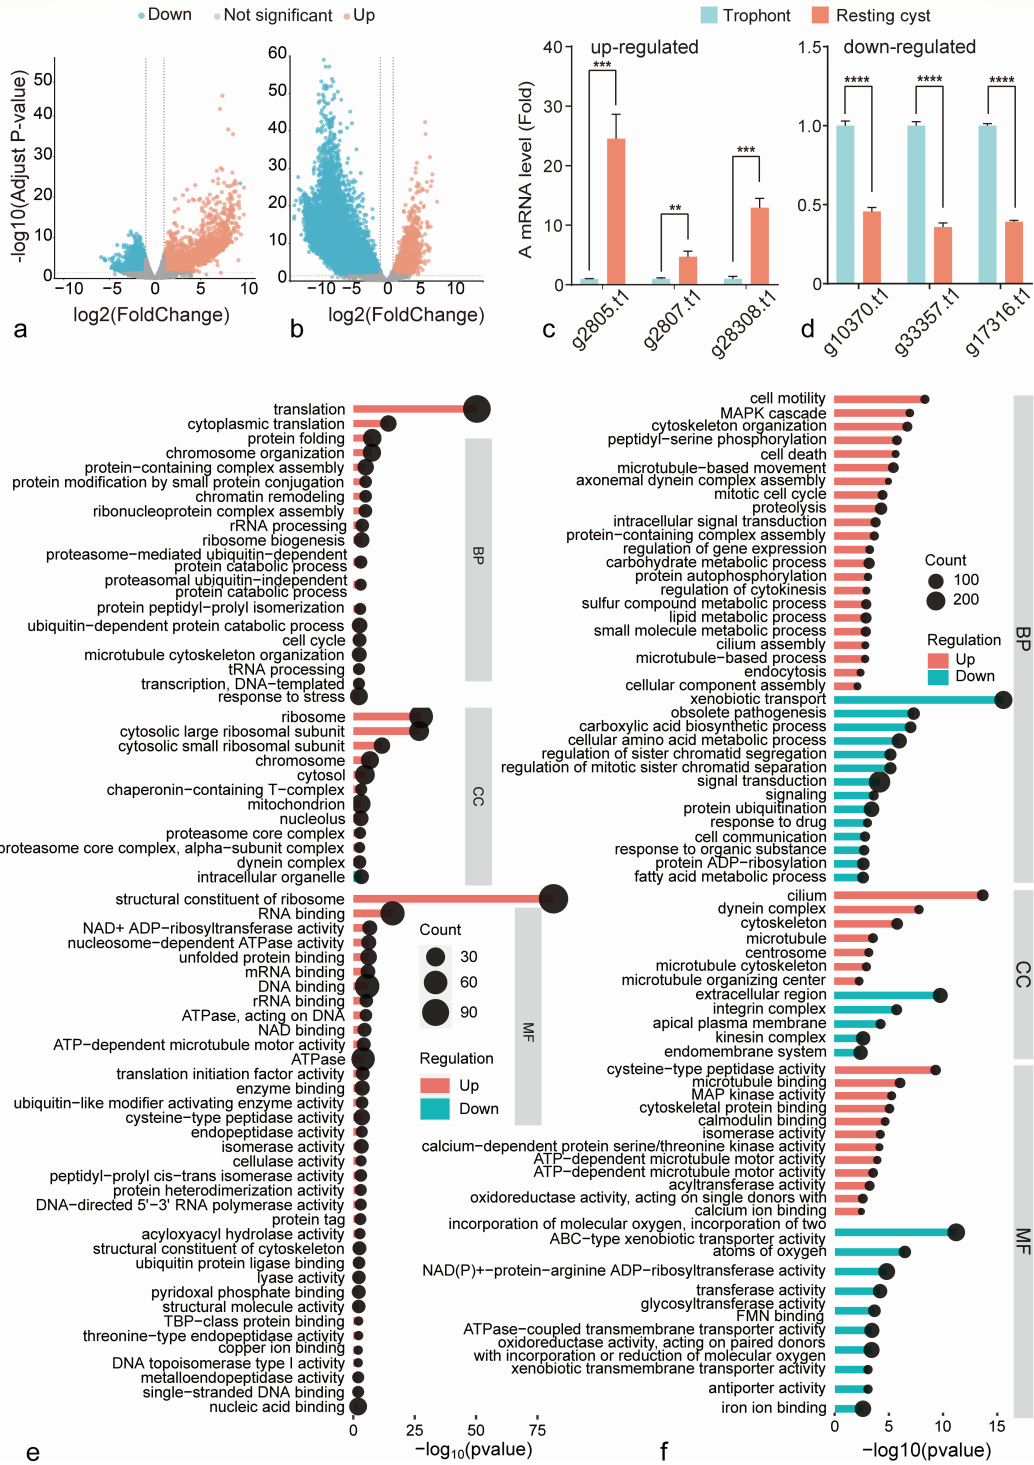 Down
Not significant
Up
-log10(Adjust P-value)
50
40
30
20
10
0
−10
−5
0
5
10
log2(FoldChange)
a
60
50
40
30
20
10
0
−10
−5
0
5
10
log2(FoldChange)
b
Trophont
Resting cyst
up-regulated
A mRNA level (Fold)
40
30
20
10
0
***
**
***
g2805.t1
g2807.t1
g28308.t1
c
down-regulated
1.5
1.0
0.5
0
****
****
****
g10370.t1
g33357.t1
g17316.t1
d
translation
cytoplasmic translation
protein folding
chromosome organization
protein−containing complex assembly
protein modification by small protein conjugation
chromatin remodeling
ribonucleoprotein complex assembly
rRNA processing
ribosome biogenesis
proteasome−mediated ubiquitin−dependent
protein catabolic process
proteasomal ubiquitin−independent
protein catabolic process
protein peptidyl−prolyl isomerization
ubiquitin−dependent protein catabolic process
cell cycle
microtubule cytoskeleton organization
tRNA processing
transcription, DNA−templated
response to stress
BP
ribosome
cytosolic large ribosomal subunit
cytosolic small ribosomal subunit
chromosome
cytosol
chaperonin−containing T−complex
mitochondrion
nucleolus
proteasome core complex
proteasome core complex, alpha−subunit complex
dynein complex
intracellular organelle
CC
structural constituent of ribosome
RNA binding
NAD+ ADP−ribosyltransferase activity
nucleosome−dependent ATPase activity
unfolded protein binding
mRNA binding
DNA binding
rRNA binding
ATPase, acting on DNA
NAD binding
ATP−dependent microtubule motor activity
ATPase
translation initiation factor activity
enzyme binding
ubiquitin−like modifier activating enzyme activity
cysteine−type peptidase activity
endopeptidase activity
isomerase activity
cellulase activity
peptidyl−prolyl cis−trans isomerase activity
protein heterodimerization activity
DNA−directed 5'−3' RNA polymerase activity
protein tag
acyloxyacyl hydrolase activity
structural constituent of cytoskeleton
ubiquitin protein ligase binding
lyase activity
pyridoxal phosphate binding
structural molecule activity
TBP−class protein binding
threonine−type endopeptidase activity
copper ion binding
DNA topoisomerase type I activity
metalloendopeptidase activity
single−stranded DNA binding
nucleic acid binding
MF
Count
30
60
90
Regulation
Up
Down
0
25
50
75
−log10(pvalue)
e
cell motility
MAPK cascade
cytoskeleton organization
peptidyl−serine phosphorylation
cell death
microtubule−based movement
axonemal dynein complex assembly
mitotic cell cycle
proteolysis
intracellular signal transduction
protein−containing complex assembly
regulation of gene expression
carbohydrate metabolic process
protein autophosphorylation
regulation of cytokinesis
sulfur compound metabolic process
lipid metabolic process
small molecule metabolic process
cilium assembly
microtubule−based process
endocytosis
cellular component assembly
xenobiotic transport
obsolete pathogenesis
carboxylic acid biosynthetic process
cellular amino acid metabolic process
regulation of sister chromatid segregation
regulation of mitotic sister chromatid separation
signal transduction
signaling
protein ubiquitination
response to drug
cell communication
response to organic substance
protein ADP−ribosylation
fatty acid metabolic process
Count
100
200
Regulation
Up
Down
BP
cilium
dynein complex
cytoskeleton
microtubule
centrosome
microtubule cytoskeleton
microtubule organizing center
extracellular region
integrin complex
apical plasma membrane
kinesin complex
endomembrane system
CC
cysteine−type peptidase activity
microtubule binding
MAP kinase activity
cytoskeletal protein binding
calmodulin binding
isomerase activity
calcium−dependent protein serine/threonine kinase activity
ATP−dependent microtubule motor activity
ATP−dependent microtubule motor activity
acyltransferase activity
oxidoreductase activity, acting on single donors with
calcium ion binding
incorporation of molecular oxygen, incorporation of two
ABC−type xenobiotic transporter activity
atoms of oxygen
NAD(P)+−protein−arginine ADP−ribosyltransferase activity
transferase activity
glycosyltransferase activity
FMN binding
ATPase−coupled transmembrane transporter activity
oxidoreductase activity, acting on paired donors
with incorporation or reduction of molecular oxygen
xenobiotic transmembrane transporter activity
antiporter activity
iron ion binding
MF
0
5
10
15
−log10(pvalue)
f